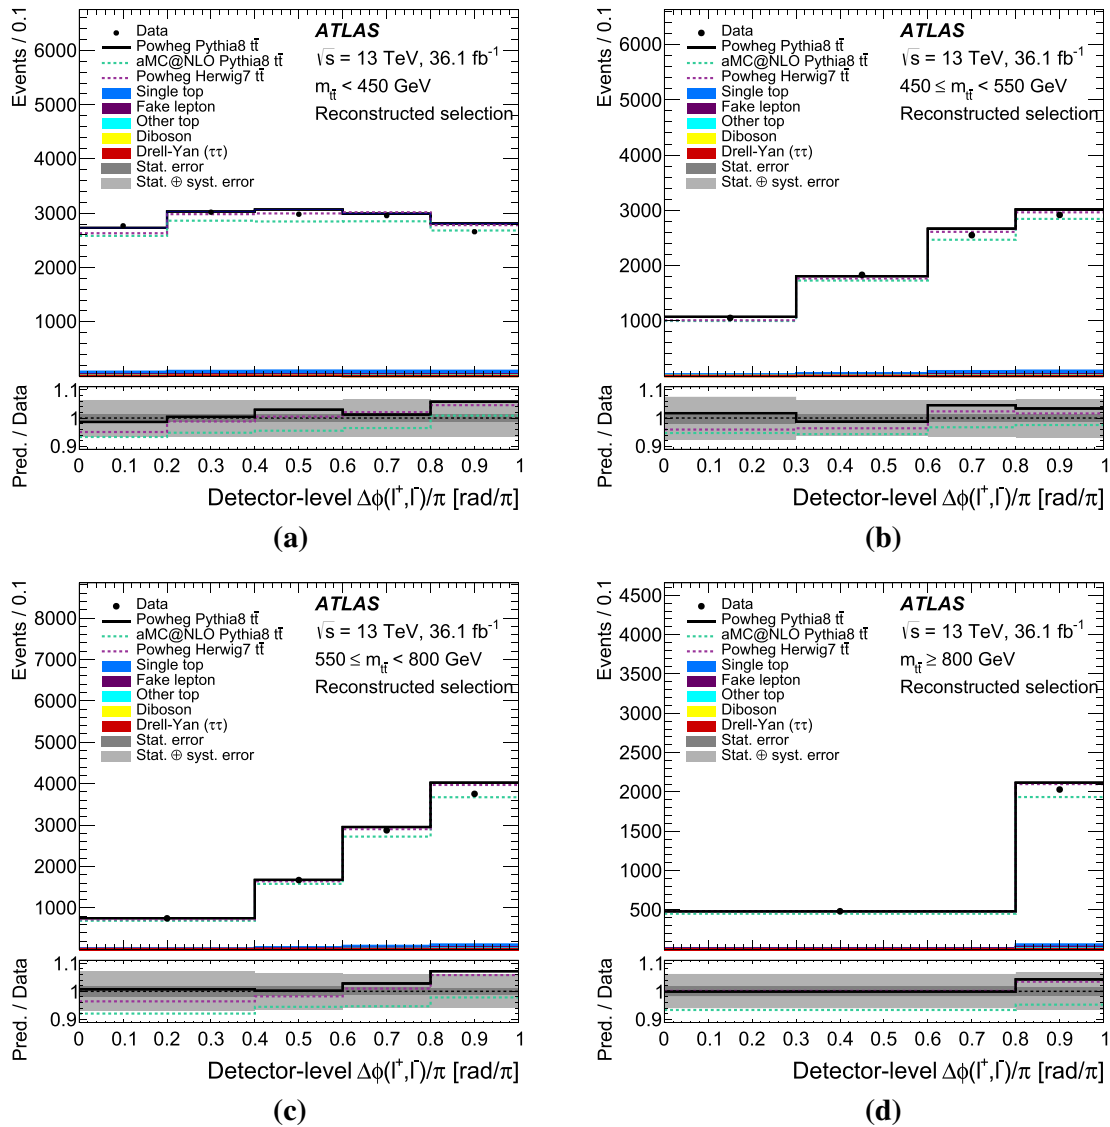 Events / 0.1
6000
5000
4000
3000
2000
1000
Data
Powheg Pythia8 tt̄
aMC@NLO Pythia8 tt̄
Powheg Herwig7 tt̄
Single top
Fake lepton
Other top
Diboson
Drell-Yan (ττ)
Stat. error
Stat. ⊕ syst. error
ATLAS
√s = 13 TeV, 36.1 fb⁻¹
m_tt̄ < 450 GeV
Reconstructed selection
Pred. / Data
1.1
1
0.9
0 0.1 0.2 0.3 0.4 0.5 0.6 0.7 0.8 0.9 1
Detector-level Δϕ(l⁺,l⁻)/π [rad/π]
(a)
Events / 0.1
6000
5000
4000
3000
2000
1000
Data
Powheg Pythia8 tt̄
aMC@NLO Pythia8 tt̄
Powheg Herwig7 tt̄
Single top
Fake lepton
Other top
Diboson
Drell-Yan (ττ)
Stat. error
Stat. ⊕ syst. error
ATLAS
√s = 13 TeV, 36.1 fb⁻¹
450 ≤ m_tt̄ < 550 GeV
Reconstructed selection
Pred. / Data
1.1
1
0.9
0 0.1 0.2 0.3 0.4 0.5 0.6 0.7 0.8 0.9 1
Detector-level Δϕ(l⁺,l⁻)/π [rad/π]
(b)
Events / 0.1
8000
7000
6000
5000
4000
3000
2000
1000
Data
Powheg Pythia8 tt̄
aMC@NLO Pythia8 tt̄
Powheg Herwig7 tt̄
Single top
Fake lepton
Other top
Diboson
Drell-Yan (ττ)
Stat. error
Stat. ⊕ syst. error
ATLAS
√s = 13 TeV, 36.1 fb⁻¹
550 ≤ m_tt̄ < 800 GeV
Reconstructed selection
Pred. / Data
1.1
1
0.9
0 0.1 0.2 0.3 0.4 0.5 0.6 0.7 0.8 0.9 1
Detector-level Δϕ(l⁺,l⁻)/π [rad/π]
(c)
Events / 0.1
4500
4000
3500
3000
2500
2000
1500
1000
500
Data
Powheg Pythia8 tt̄
aMC@NLO Pythia8 tt̄
Powheg Herwig7 tt̄
Single top
Fake lepton
Other top
Diboson
Drell-Yan (ττ)
Stat. error
Stat. ⊕ syst. error
ATLAS
√s = 13 TeV, 36.1 fb⁻¹
m_tt̄ ≥ 800 GeV
Reconstructed selection
Pred. / Data
1.1
1
0.9
0 0.1 0.2 0.3 0.4 0.5 0.6 0.7 0.8 0.9 1
Detector-level Δϕ(l⁺,l⁻)/π [rad/π]
(d)